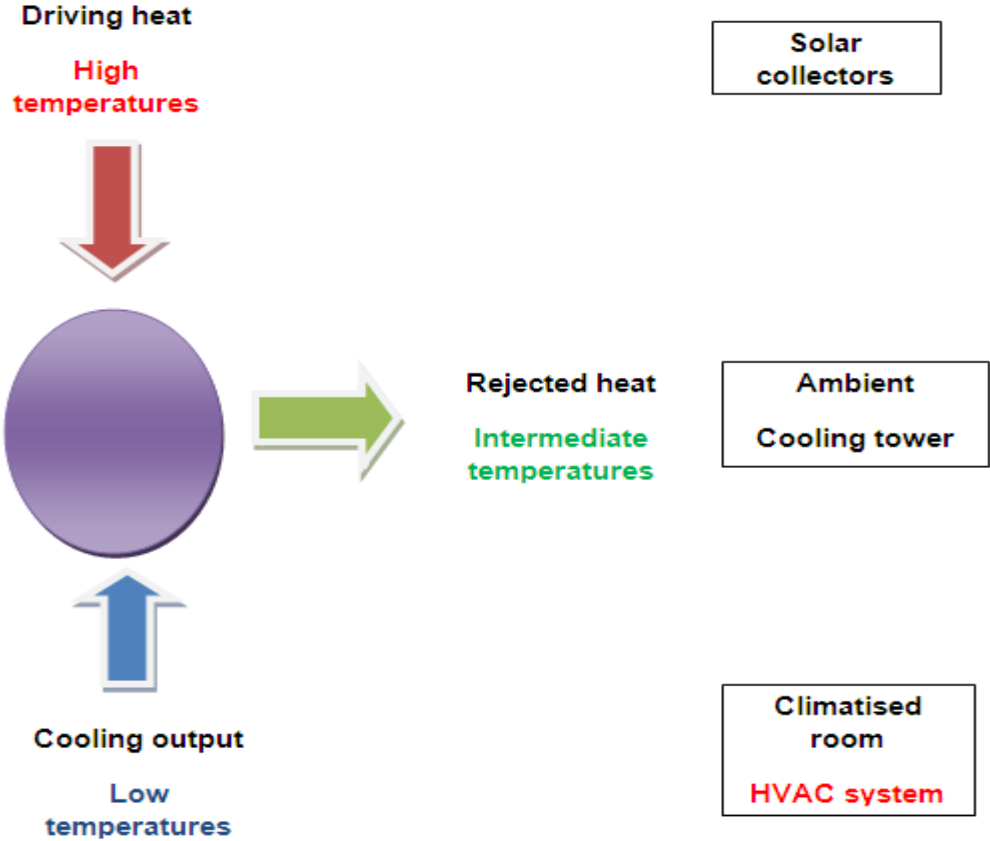 Driving heat
High
temperatures
Solar
collectors
Rejected heat
Intermediate
temperatures
Ambient
Cooling tower
Cooling output
Low
temperatures
Climatised
room
HVAC system